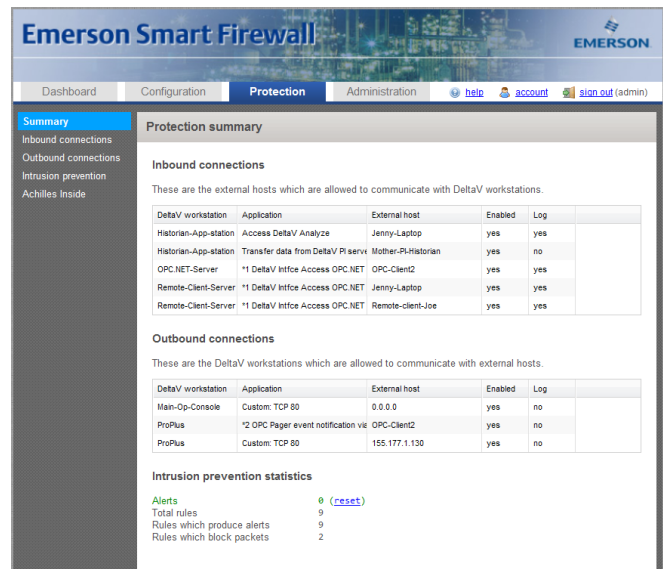 Emerson Smart Firewall
EMERSON
Dashboard Configuration Protection Administration help account sign out (admin)
Summary
Inbound connections
Outbound connections
Intrusion prevention
Achilles Inside
Protection summary
Inbound connections
These are the external hosts which are allowed to communicate with DeltaV workstations.
DeltaV workstation Application External host Enabled Log
Historian-App-station Access DeltaV Analyze Jenny-Laptop yes yes
Historian-App-station Transfer data from DeltaV PI serve Mother-PI-Historian yes no
OPC.NET-Server *1 DeltaV Intfce Access OPC.NET OPC-Client2 yes yes
Remote-Client-Server *1 DeltaV Intfce Access OPC.NET Jenny-Laptop yes yes
Remote-Client-Server *1 DeltaV Intfce Access OPC.NET Remote-client-Joe yes yes
Outbound connections
These are the DeltaV workstations which are allowed to communicate with external hosts.
DeltaV workstation Application External host Enabled Log
Main-Op-Console Custom: TCP 80 0.0.0.0 yes no
ProPlus *2 OPC Pager event notification via OPC-Client2 yes no
ProPlus Custom: TCP 80 155.177.1.130 yes no
Intrusion prevention statistics
Alerts 0 (reset)
Total rules 9
Rules which produce alerts 9
Rules which block packets 2